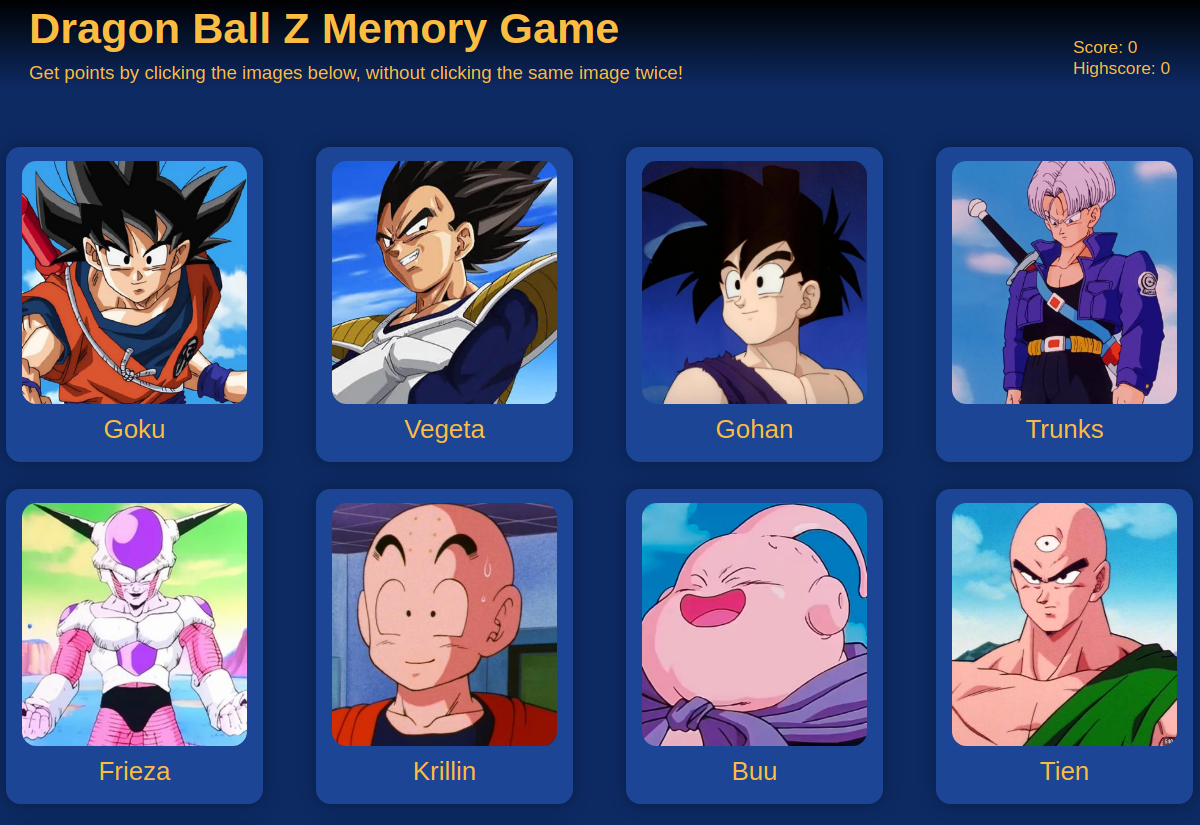 Dragon Ball Z Memory Game
Get points by clicking the images below, without clicking the same image twice!
Score: 0
Highscore: 0
Goku
Vegeta
Gohan
Trunks
Frieza
Krillin
Buu
Tien